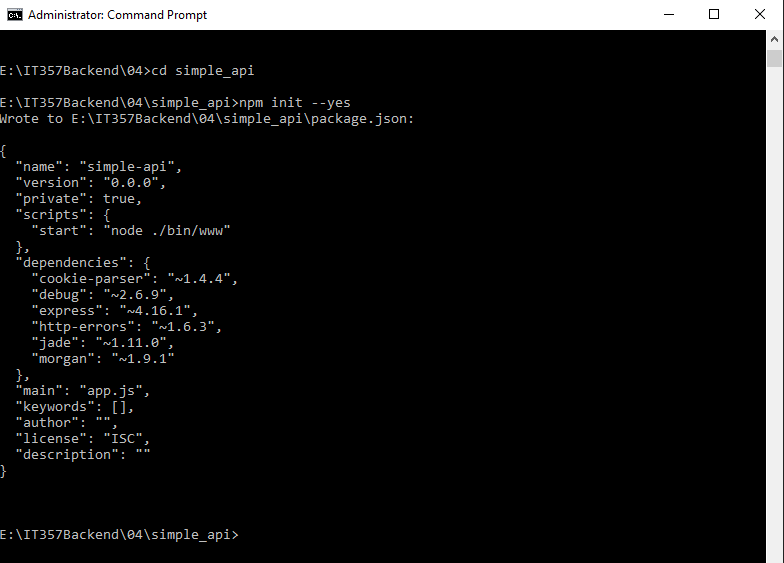 Administrator: Command Prompt
E:\IT357Backend\04>cd simple_api
E:\IT357Backend\04\simple_api>npm init --yes
Wrote to E:\IT357Backend\04\simple_api\package.json:
{
  "name": "simple-api",
  "version": "0.0.0",
  "private": true,
  "scripts": {
    "start": "node ./bin/www"
  },
  "dependencies": {
    "cookie-parser": "~1.4.4",
    "debug": "~2.6.9",
    "express": "~4.16.1",
    "http-errors": "~1.6.3",
    "jade": "~1.11.0",
    "morgan": "~1.9.1"
  },
  "main": "app.js",
  "keywords": [],
  "author": "",
  "license": "ISC",
  "description": ""
}
E:\IT357Backend\04\simple_api>